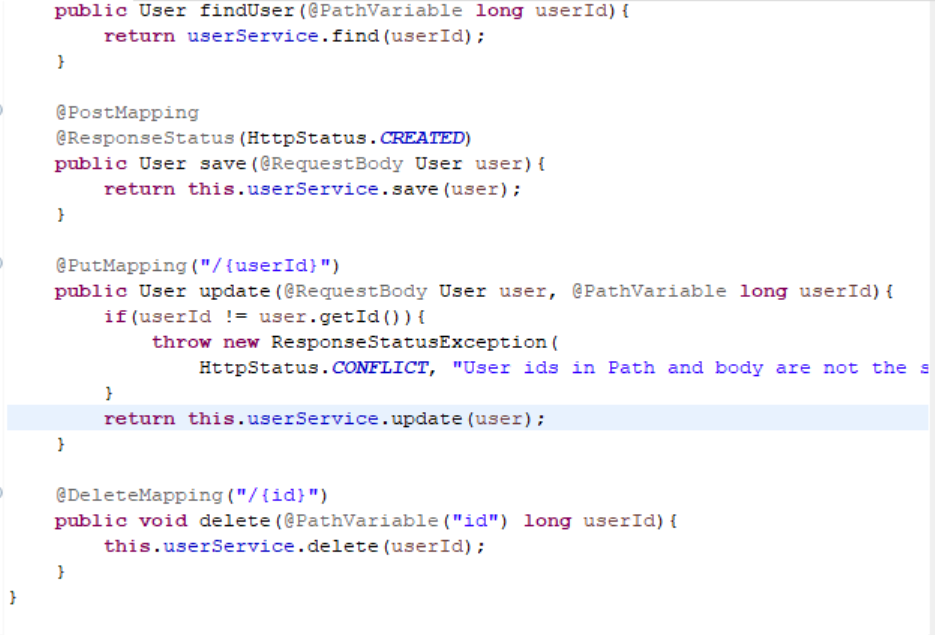 public User findUser(@PathVariable long userId){
return userService.find(userId);
}
@PostMapping
@ResponseStatus(HttpStatus.CREATED)
public User save(@RequestBody User user){
return this.userService.save(user);
}
@PutMapping("/{userId}")
public User update(@RequestBody User user, @PathVariable long userId){
if(userId != user.getId()){
throw new ResponseStatusException(
HttpStatus.CONFLICT, "User ids in Path and body are not the s
}
return this.userService.update(user);
}
@DeleteMapping("/{id}")
public void delete(@PathVariable("id") long userId){
this.userService.delete(userId);
}
}